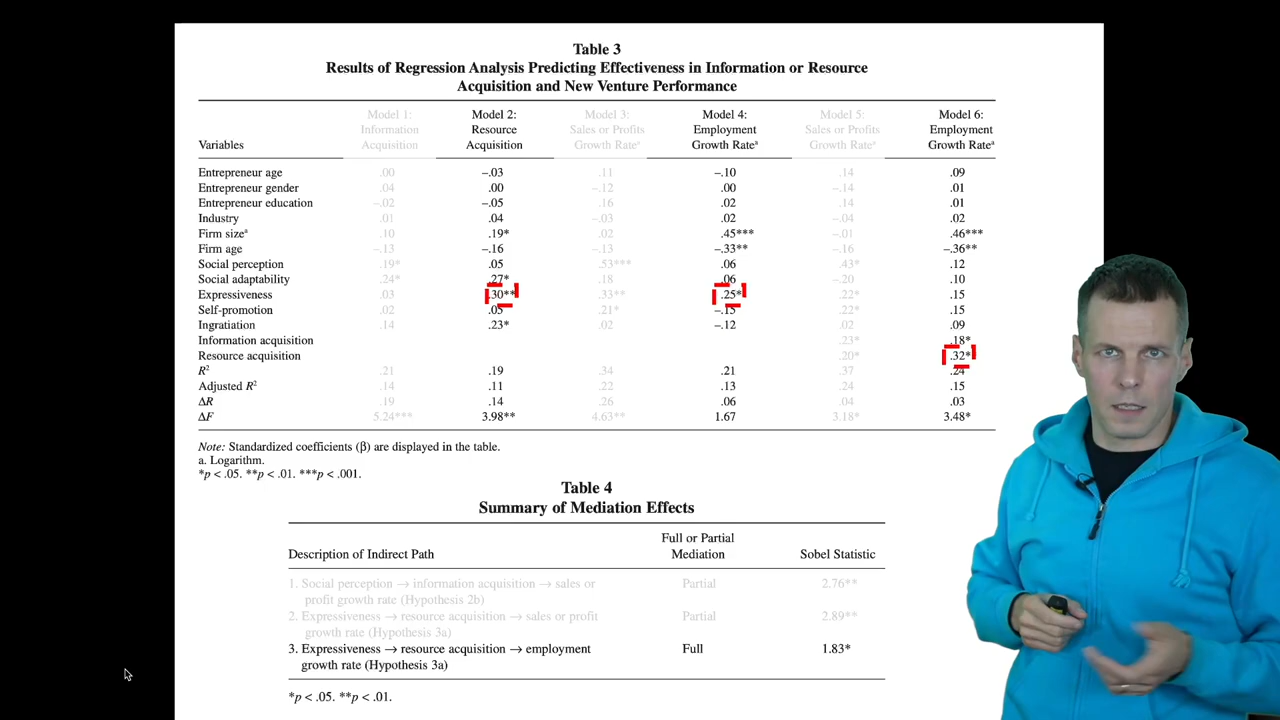 Table 3
Results of Regression Analysis Predicting Effectiveness in Information or Resource
Acquisition and New Venture Performance
Model 1: Model 2: Model 3: Model 4: Model 5: Model 6:
Information Resource Sales or Profits Employment Sales or Profits Employment
Variables Acquisition Acquisition Growth Rateᵃ Growth Rateᵃ Growth Rateᵃ Growth Rateᵃ
Entrepreneur age .00 –.03 .11 –.10 .14 .09
Entrepreneur gender .04 .00 –.12 .00 –.14 .01
Entrepreneur education –.02 –.05 .16 .02 .14 .01
Industry .01 .04 –.03 .02 –.04 .02
Firm sizeᵃ .10 .19* .02 .45*** –.01 .46***
Firm age –.13 –.16 –.13 –.33** –.16 –.36**
Social perception .19* .05 .53*** .06 .43* .12
Social adaptability .24* .27* .18 .06 –.20 .10
Expressiveness .03 .30** .33** .25* .22* .15
Self-promotion .02 .05 .21* –.15 .22* .15
Ingratiation .14 .23* .02 –.12 .02 .09
Information acquisition .23* .18*
Resource acquisition .20* .32*
R² .21 .19 .34 .21 .37 .24
Adjusted R² .14 .11 .22 .13 .24 .15
ΔR .19 .14 .26 .06 .04 .03
ΔF 5.24*** 3.98** 4.63** 1.67 3.18* 3.48*
Note: Standardized coefficients (β) are displayed in the table.
a. Logarithm.
*p < .05. **p < .01. ***p < .001.
Table 4
Summary of Mediation Effects
Full or Partial
Description of Indirect Path Mediation Sobel Statistic
1. Social perception → information acquisition → sales or Partial 2.76**
profit growth rate (Hypothesis 2b)
2. Expressiveness → resource acquisition → sales or profit Partial 2.89**
growth rate (Hypothesis 3a)
3. Expressiveness → resource acquisition → employment Full 1.83*
growth rate (Hypothesis 3a)
*p < .05. **p < .01.